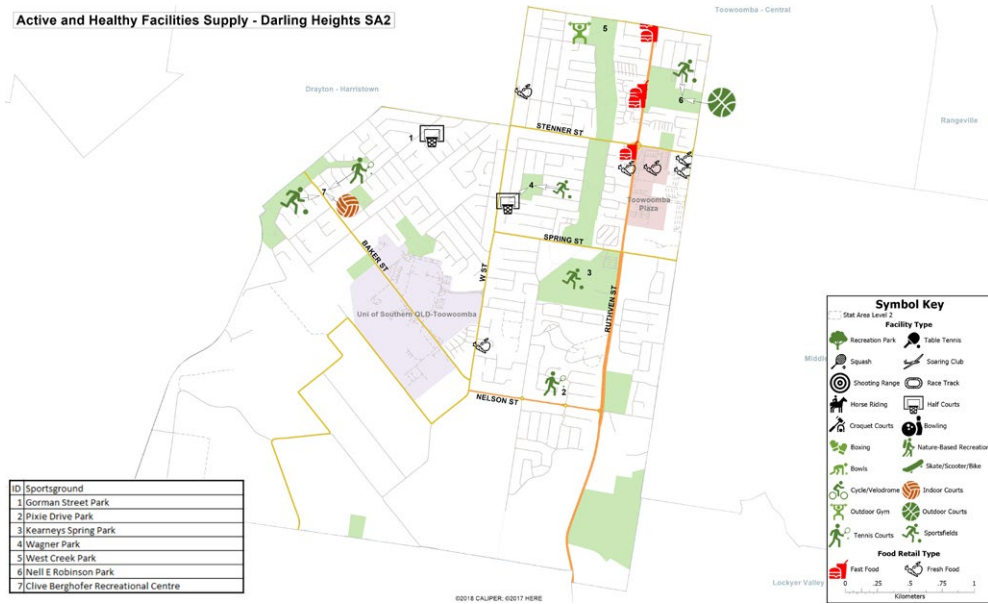 Active and Healthy Facilities Supply - Darling Heights SA2
Toowoomba - Central
Drayton - Harristown
Rangeville
5
6
1
STENNER ST
7
4
Toowoomba
Plaza
SPRING ST
BAKER ST
W ST
3
RUTHVEN ST
Uni of Southern QLD-Toowoomba
Middle
2
NELSON ST
Lockyer Valley
ID Sportsground
1 Gorman Street Park
2 Pixie Drive Park
3 Kearneys Spring Park
4 Wagner Park
5 West Creek Park
6 Nell E Robinson Park
7 Clive Berghofer Recreational Centre
Symbol Key
Stat Area Level 2
Facility Type
Recreation Park Table Tennis
Squash Soaring Club
Shooting Range Race Track
Horse Riding Half Courts
Croquet Courts Bowling
Boxing Nature-Based Recreation
Bowls Skate/Scooter/Bike
Cycle/Velodrome Indoor Courts
Outdoor Gym Outdoor Courts
Tennis Courts Sportsfields
Food Retail Type
Fast Food Fresh Food
0 .25 .5 .75 1
Kilometers
©2018 CALIPER; ©2017 HERE